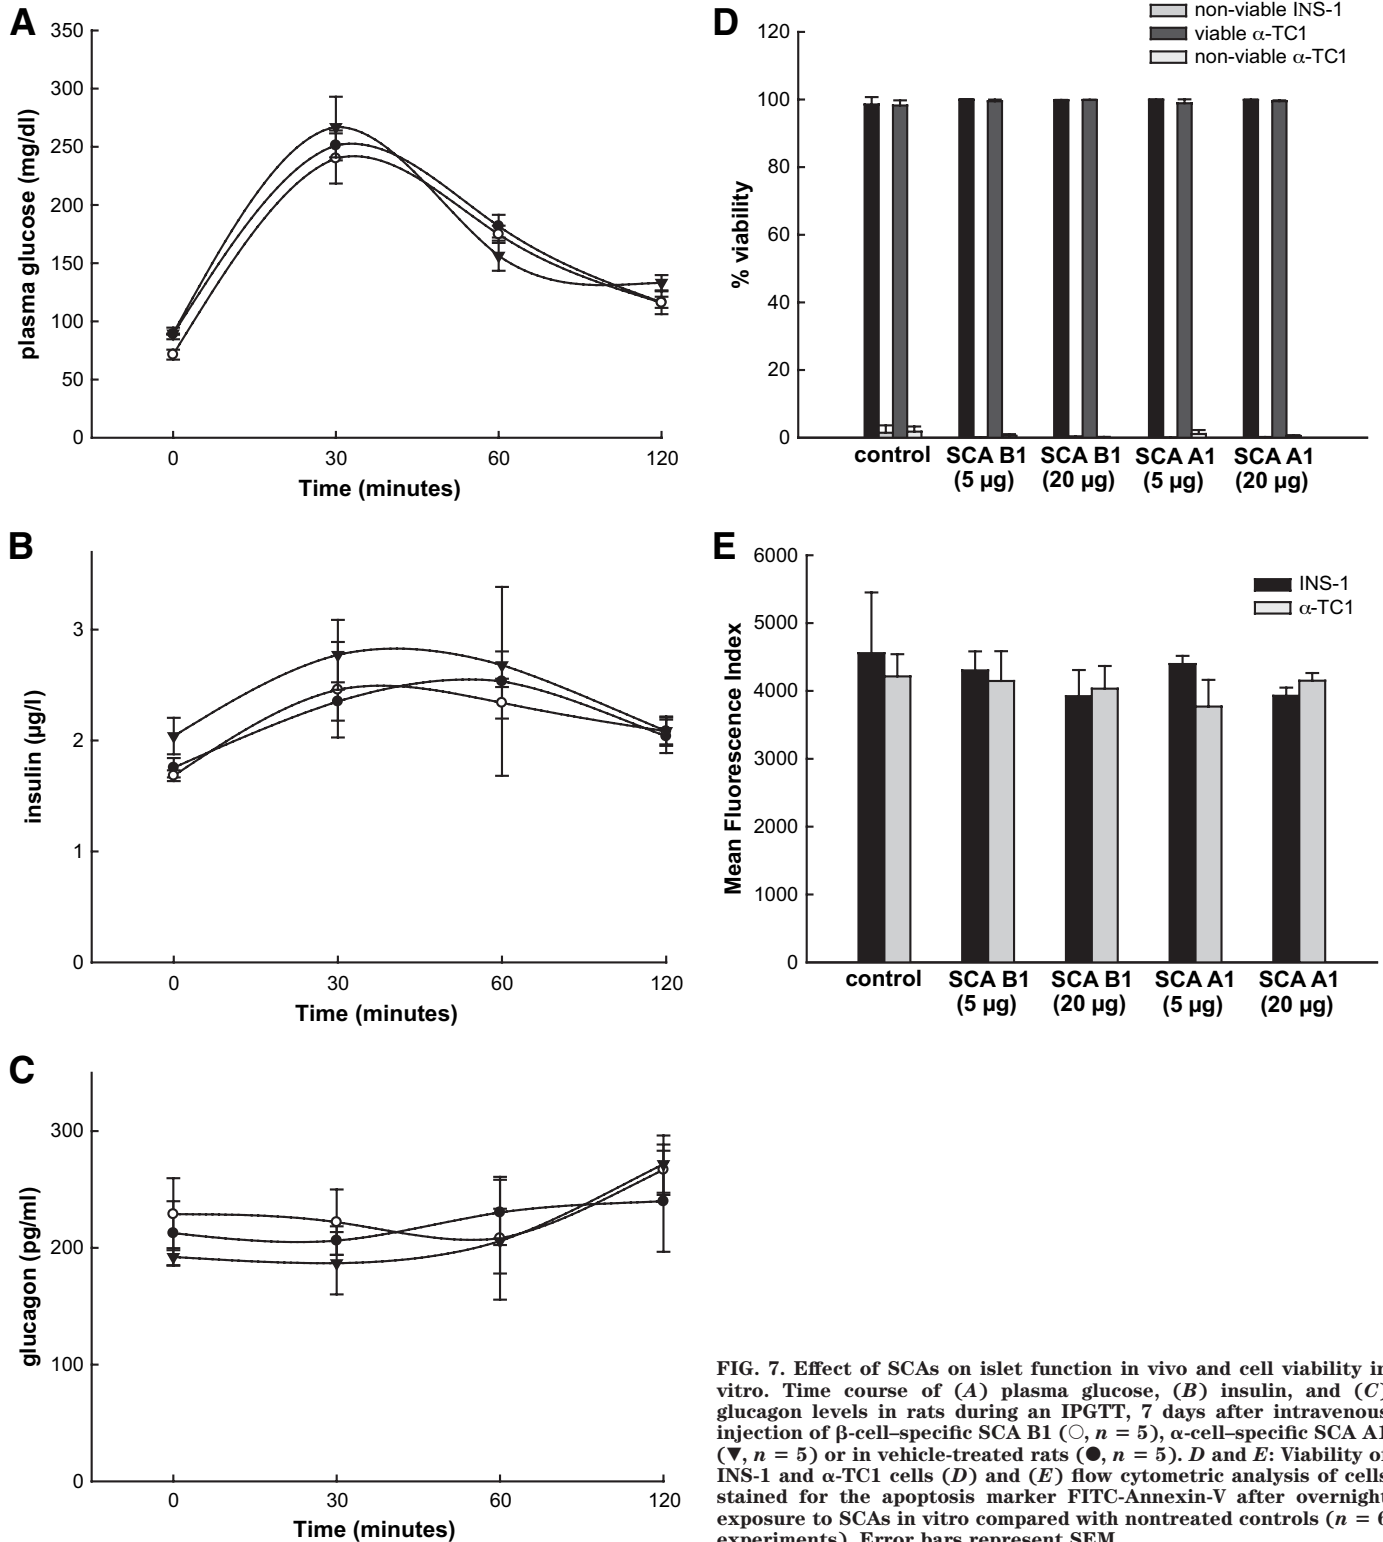 A
350
300
250
200
150
100
50
0
plasma glucose (mg/dl)
0 30 60 120
Time (minutes)
B
3
2
1
0
insulin (µg/l)
0 30 60 120
Time (minutes)
C
300
200
100
0
glucagon (pg/ml)
0 30 60 120
Time (minutes)
D
non-viable INS-1
viable α-TC1
non-viable α-TC1
120
100
80
60
40
20
0
% viability
control SCA B1 SCA B1 SCA A1 SCA A1
(5 µg) (20 µg) (5 µg) (20 µg)
E
INS-1
α-TC1
6000
5000
4000
3000
2000
1000
0
Mean Fluorescence Index
control SCA B1 SCA B1 SCA A1 SCA A1
(5 µg) (20 µg) (5 µg) (20 µg)
FIG. 7. Effect of SCAs on islet function in vivo and cell viability in
vitro. Time course of (A) plasma glucose, (B) insulin, and (C)
glucagon levels in rats during an IPGTT, 7 days after intravenous
injection of β-cell–specific SCA B1 (○, n = 5), α-cell–specific SCA A1
(▼, n = 5) or in vehicle-treated rats (●, n = 5). D and E: Viability of
INS-1 and α-TC1 cells (D) and (E) flow cytometric analysis of cells
stained for the apoptosis marker FITC-Annexin-V after overnight
exposure to SCAs in vitro compared with nontreated controls (n = 6
experiments). Error bars represent SEM.